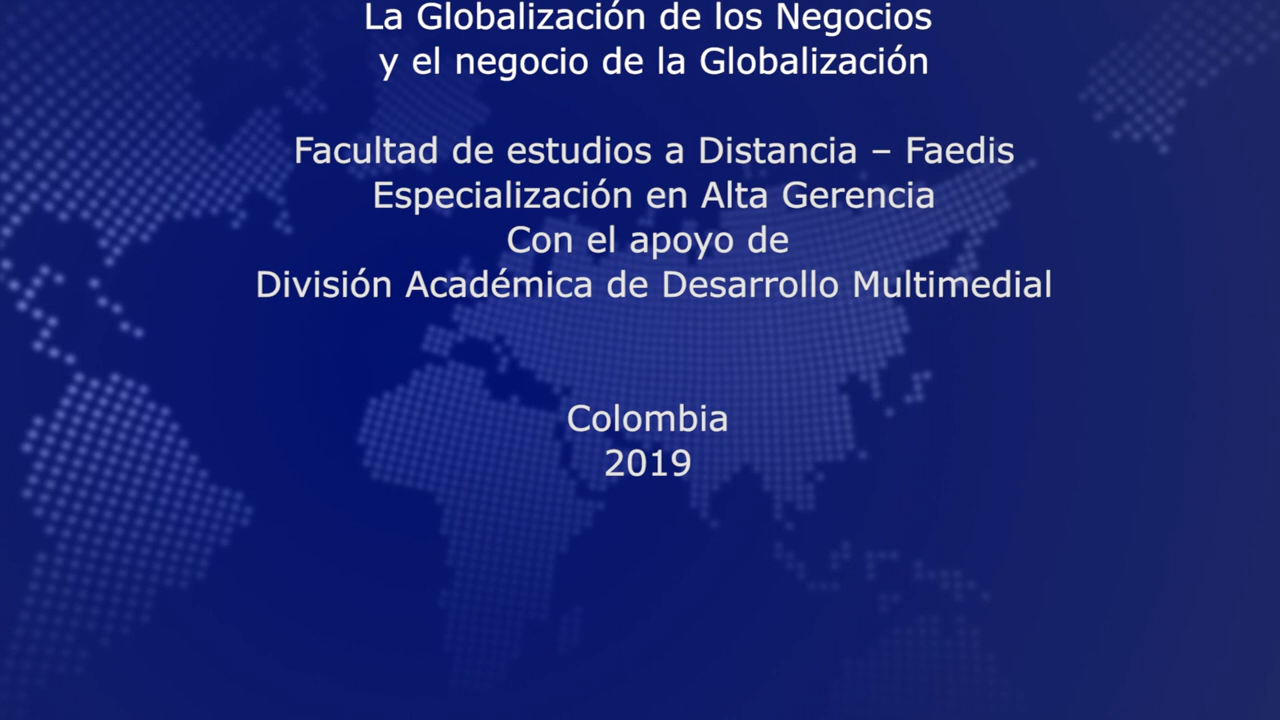 La Globalización de los Negocios
y el negocio de la Globalización
Facultad de estudios a Distancia – Faedis
Especialización en Alta Gerencia
Con el apoyo de
División Académica de Desarrollo Multimedial
Colombia
2019